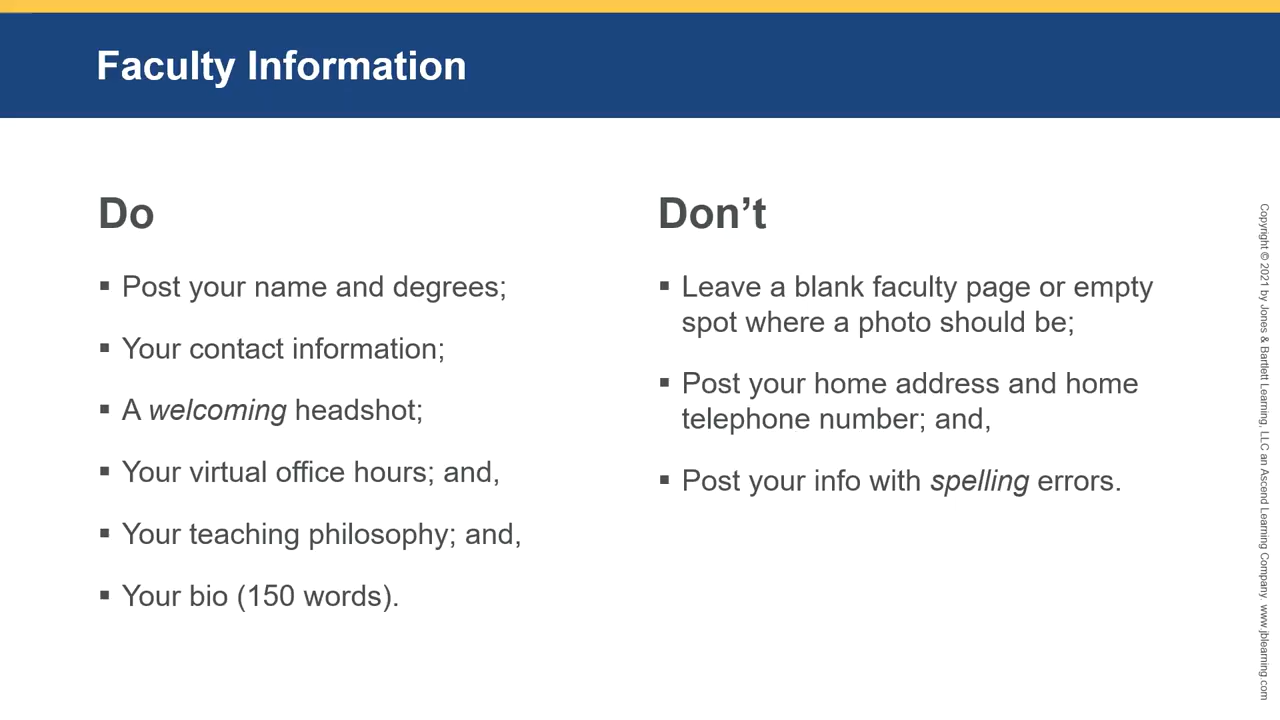 Faculty Information
Do
▪ Post your name and degrees;
▪ Your contact information;
▪ A welcoming headshot;
▪ Your virtual office hours; and,
▪ Your teaching philosophy; and,
▪ Your bio (150 words).
Don’t
▪ Leave a blank faculty page or empty
spot where a photo should be;
▪ Post your home address and home
telephone number; and,
▪ Post your info with spelling errors.
Copyright © 2021 by Jones & Bartlett Learning, LLC an Ascend Learning Company. www.jblearning.com